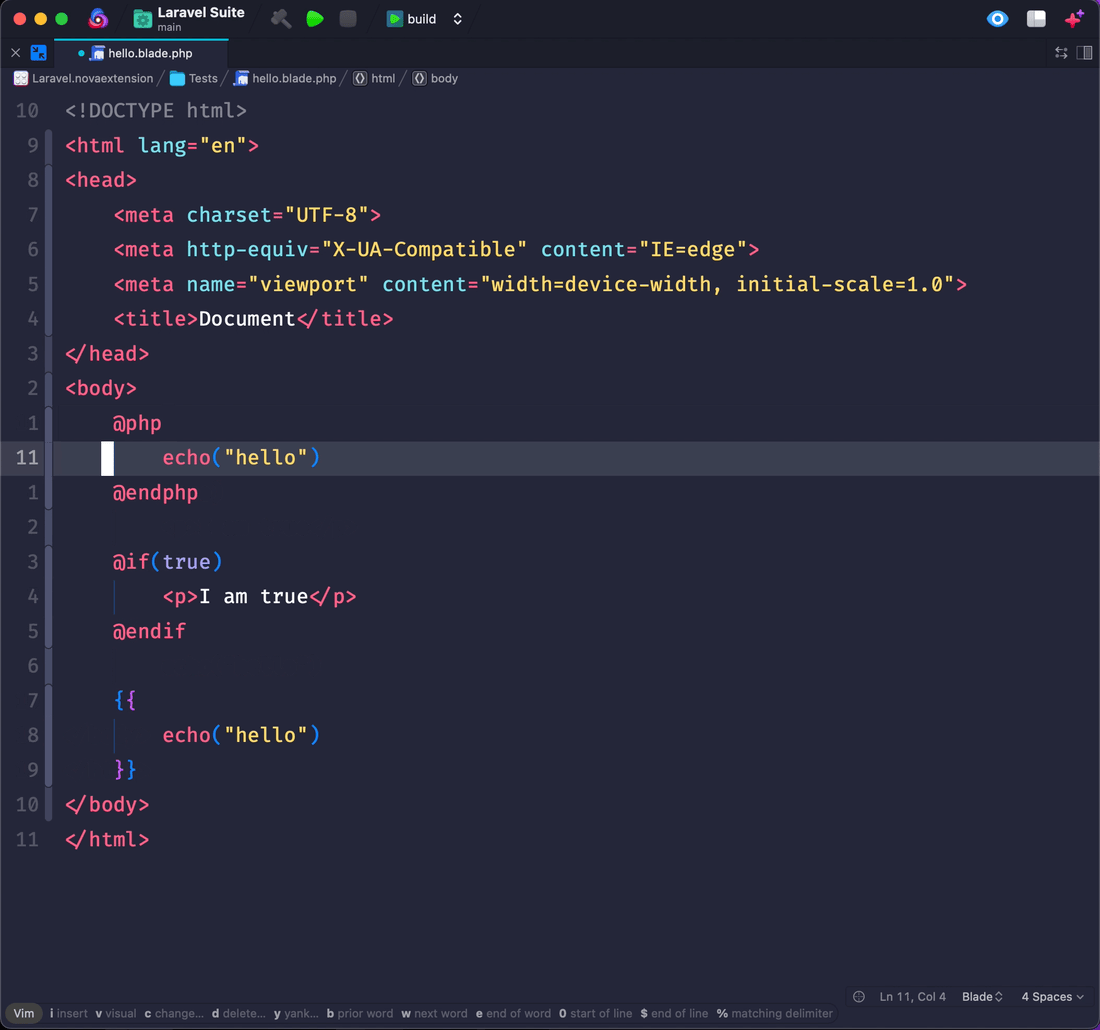 Laravel Suite
main
build
hello.blade.php
Laravel.novaextension / Tests / hello.blade.php / html / body
10 <!DOCTYPE html>
9 <html lang="en">
8 <head>
7     <meta charset="UTF-8">
6     <meta http-equiv="X-UA-Compatible" content="IE=edge">
5     <meta name="viewport" content="width=device-width, initial-scale=1.0">
4     <title>Document</title>
3 </head>
2 <body>
1     @php
11         echo("hello")
1     @endphp
2
3     @if(true)
4         <p>I am true</p>
5     @endif
6
7     {{
8         echo("hello")
9     }}
10 </body>
11 </html>
Ln 11, Col 4 Blade 4 Spaces
Vim i insert v visual c change... d delete... y yank... b prior word w next word e end of word 0 start of line $ end of line % matching delimiter